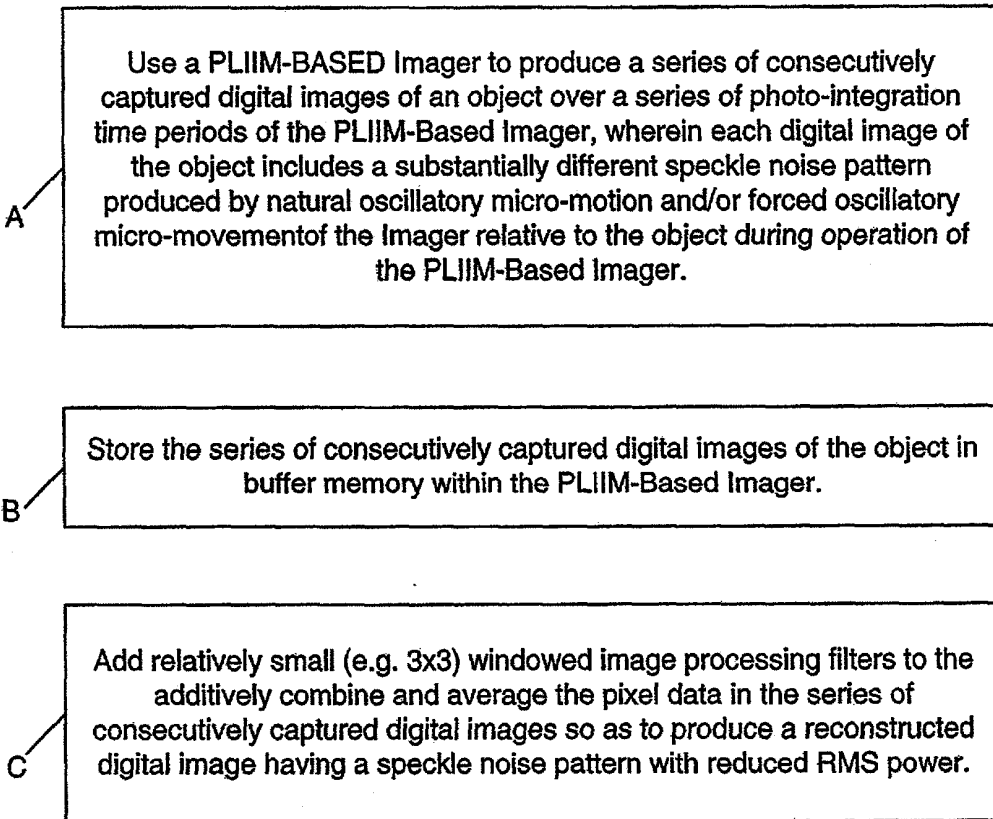 Use a PLIIM-BASED Imager to produce a series of consecutively
captured digital images of an object over a series of photo-integration
time periods of the PLIIM-Based Imager, wherein each digital image of
the object includes a substantially different speckle noise pattern
produced by natural oscillatory micro-motion and/or forced oscillatory
micro-movementof the Imager relative to the object during operation of
the PLIIM-Based Imager.
A
Store the series of consecutively captured digital images of the object in
buffer memory within the PLIIM-Based Imager.
B
Add relatively small (e.g. 3x3) windowed image processing filters to the
additively combine and average the pixel data in the series of
consecutively captured digital images so as to produce a reconstructed
digital image having a speckle noise pattern with reduced RMS power.
C